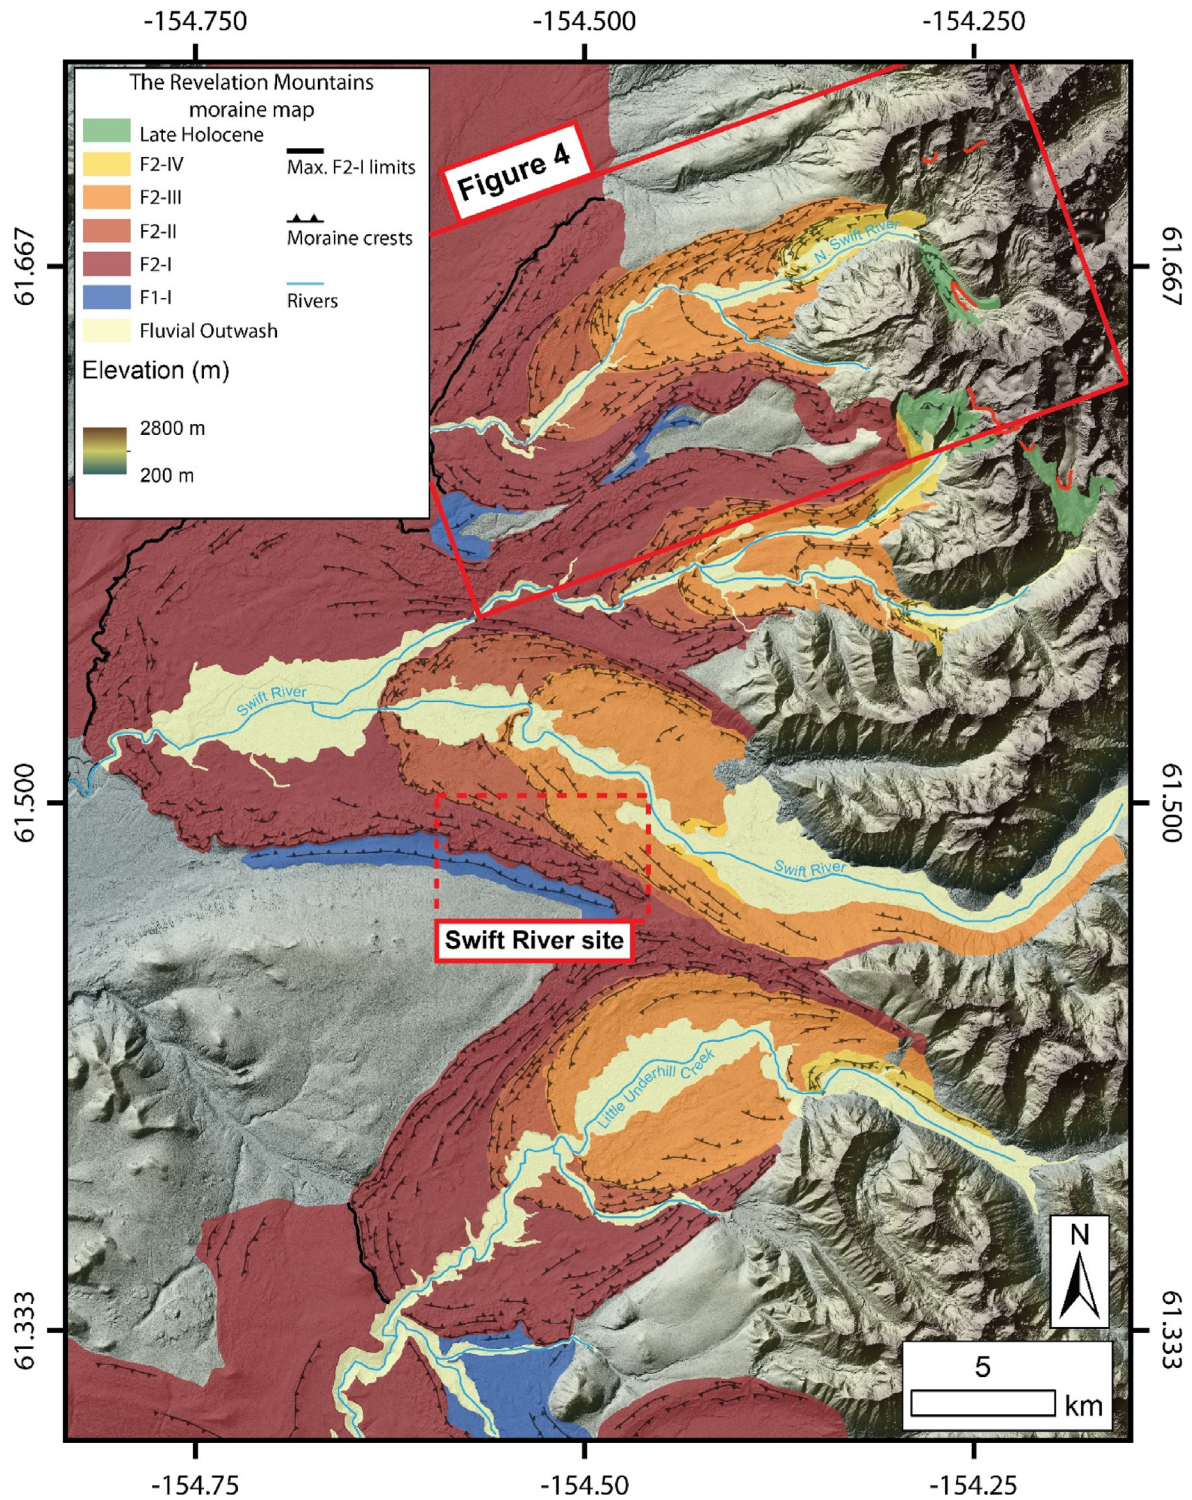 -154.750
-154.500
-154.250
The Revelation Mountains
moraine map
Late Holocene
F2-IV
F2-III
F2-II
F2-I
F1-I
Fluvial Outwash
Max. F2-I limits
Moraine crests
Rivers
Elevation (m)
2800 m
200 m
Figure 4
N. Swift River
61.667
61.667
Swift River
61.500
61.500
Swift River
Swift River site
Little Underhill Creek
N
61.333
61.333
5
km
-154.75
-154.50
-154.25